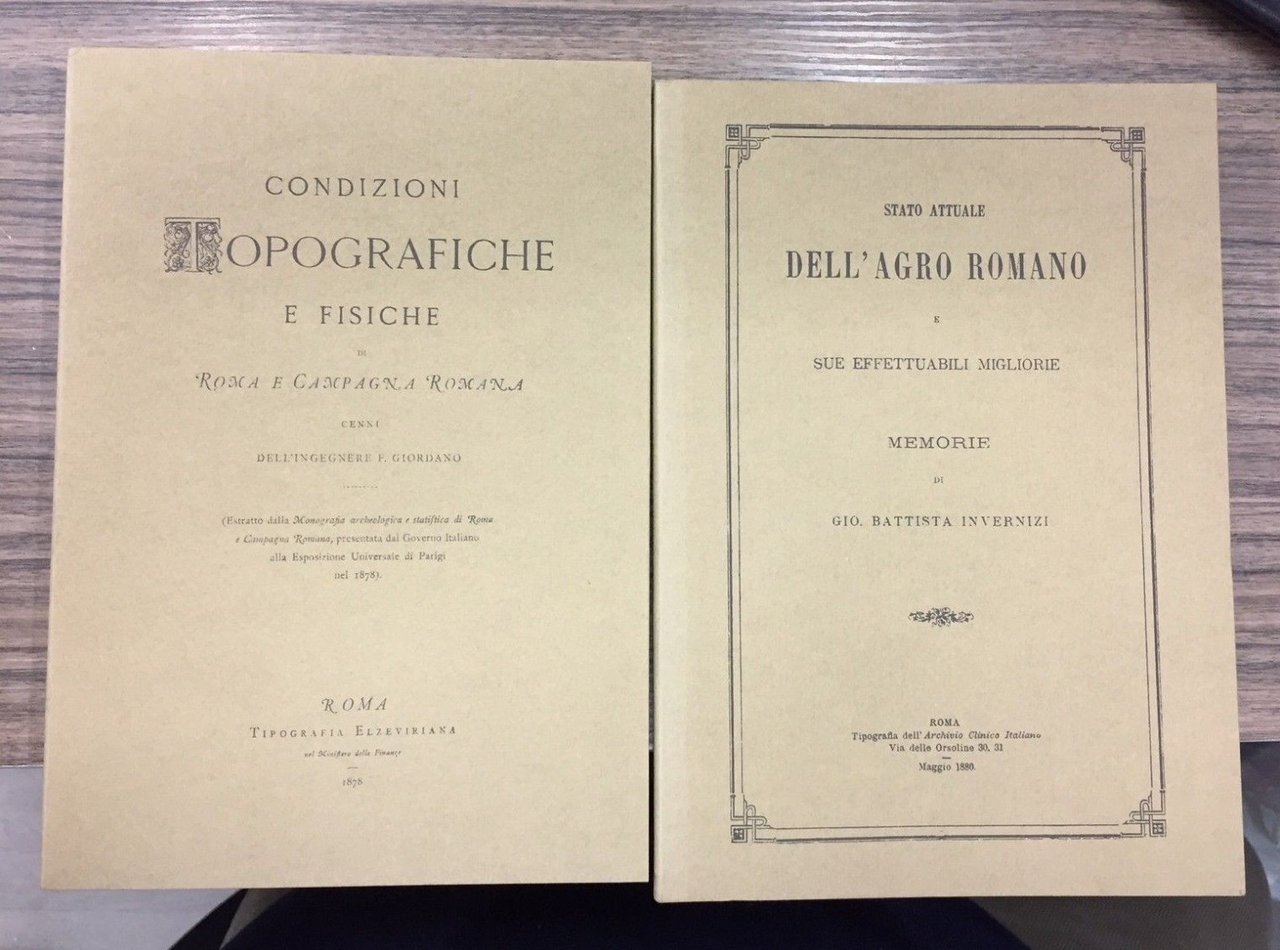 CONDIZIONI
TOPOGRAFICHE
E FISICHE
DI
ROMA E CAMPAGNA ROMANA
CENNI
DELL'INGEGNERE F. GIORDANO
(Estratto dalla Monografia archeologica e statistica di Roma
e Campagna Romana, presentata dal Governo Italiano
alla Esposizione Universale di Parigi
nel 1878).
ROMA
TIPOGRAFIA ELZEVIRIANA
nel Ministero delle Finanze
1878
STATO ATTUALE
DELL'AGRO ROMANO
E
SUE EFFETTUABILI MIGLIORIE
MEMORIE
DI
GIO. BATTISTA INVERNIZI
ROMA
Tipografia dell'Archivio Clinico Italiano
Via delle Orsoline 30, 31
Maggio 1880.